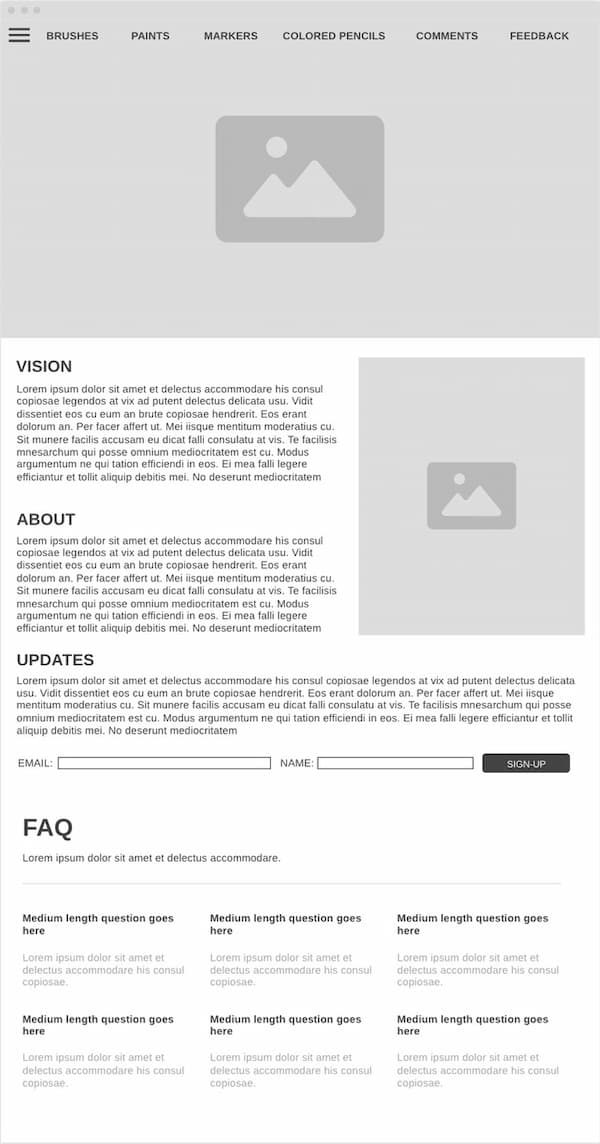 BRUSHES PAINTS MARKERS COLORED PENCILS COMMENTS FEEDBACK
VISION
Lorem ipsum dolor sit amet et delectus accommodare his consul
copiosae legendos at vix ad putent delectus delicata usu. Vidit
dissentiet eos cu eum an brute copiosae hendrerit. Eos erant
dolorum an. Per facer affert ut. Mei iisque mentitum moderatius cu.
Sit munere facilis accusam eu dicat falli consulatu at vis. Te facilisis
mnesarchum qui posse omnium mediocritatem est cu. Modus
argumentum ne qui tation efficiendi in eos. Ei mea falli legere
efficiantur et tollit aliquip debitis mei. No deserunt mediocritatem
ABOUT
Lorem ipsum dolor sit amet et delectus accommodare his consul
copiosae legendos at vix ad putent delectus delicata usu. Vidit
dissentiet eos cu eum an brute copiosae hendrerit. Eos erant
dolorum an. Per facer affert ut. Mei iisque mentitum moderatius cu.
Sit munere facilis accusam eu dicat falli consulatu at vis. Te facilisis
mnesarchum qui posse omnium mediocritatem est cu. Modus
argumentum ne qui tation efficiendi in eos. Ei mea falli legere
efficiantur et tollit aliquip debitis mei. No deserunt mediocritatem
UPDATES
Lorem ipsum dolor sit amet et delectus accommodare his consul copiosae legendos at vix ad putent delectus delicata
usu. Vidit dissentiet eos cu eum an brute copiosae hendrerit. Eos erant dolorum an. Per facer affert ut. Mei iisque
mentitum moderatius cu. Sit munere facilis accusam eu dicat falli consulatu at vis. Te facilisis mnesarchum qui posse
omnium mediocritatem est cu. Modus argumentum ne qui tation efficiendi in eos. Ei mea falli legere efficiantur et tollit
aliquip debitis mei. No deserunt mediocritatem
EMAIL: NAME: SIGN-UP
FAQ
Lorem ipsum dolor sit amet et delectus accommodare.
Medium length question goes
here
Lorem ipsum dolor sit amet et
delectus accommodare his consul
copiosae.
Medium length question goes
here
Lorem ipsum dolor sit amet et
delectus accommodare his consul
copiosae.
Medium length question goes
here
Lorem ipsum dolor sit amet et
delectus accommodare his consul
copiosae.
Medium length question goes
here
Lorem ipsum dolor sit amet et
delectus accommodare his consul
copiosae.
Medium length question goes
here
Lorem ipsum dolor sit amet et
delectus accommodare his consul
copiosae.
Medium length question goes
here
Lorem ipsum dolor sit amet et
delectus accommodare his consul
copiosae.